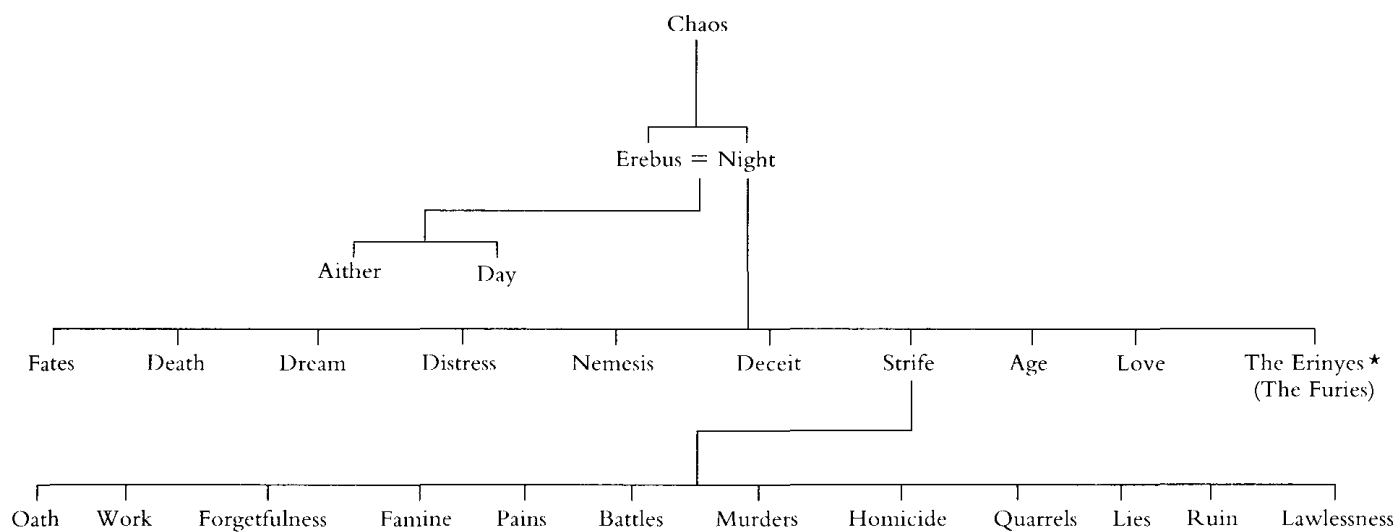 Chaos
Erebus = Night
Aither Day
Fates Death Dream Distress Nemesis Deceit Strife Age Love The Erinyes ★
(The Furies)
Oath Work Forgetfulness Famine Pains Battles Murders Homicide Quarrels Lies Ruin Lawlessness